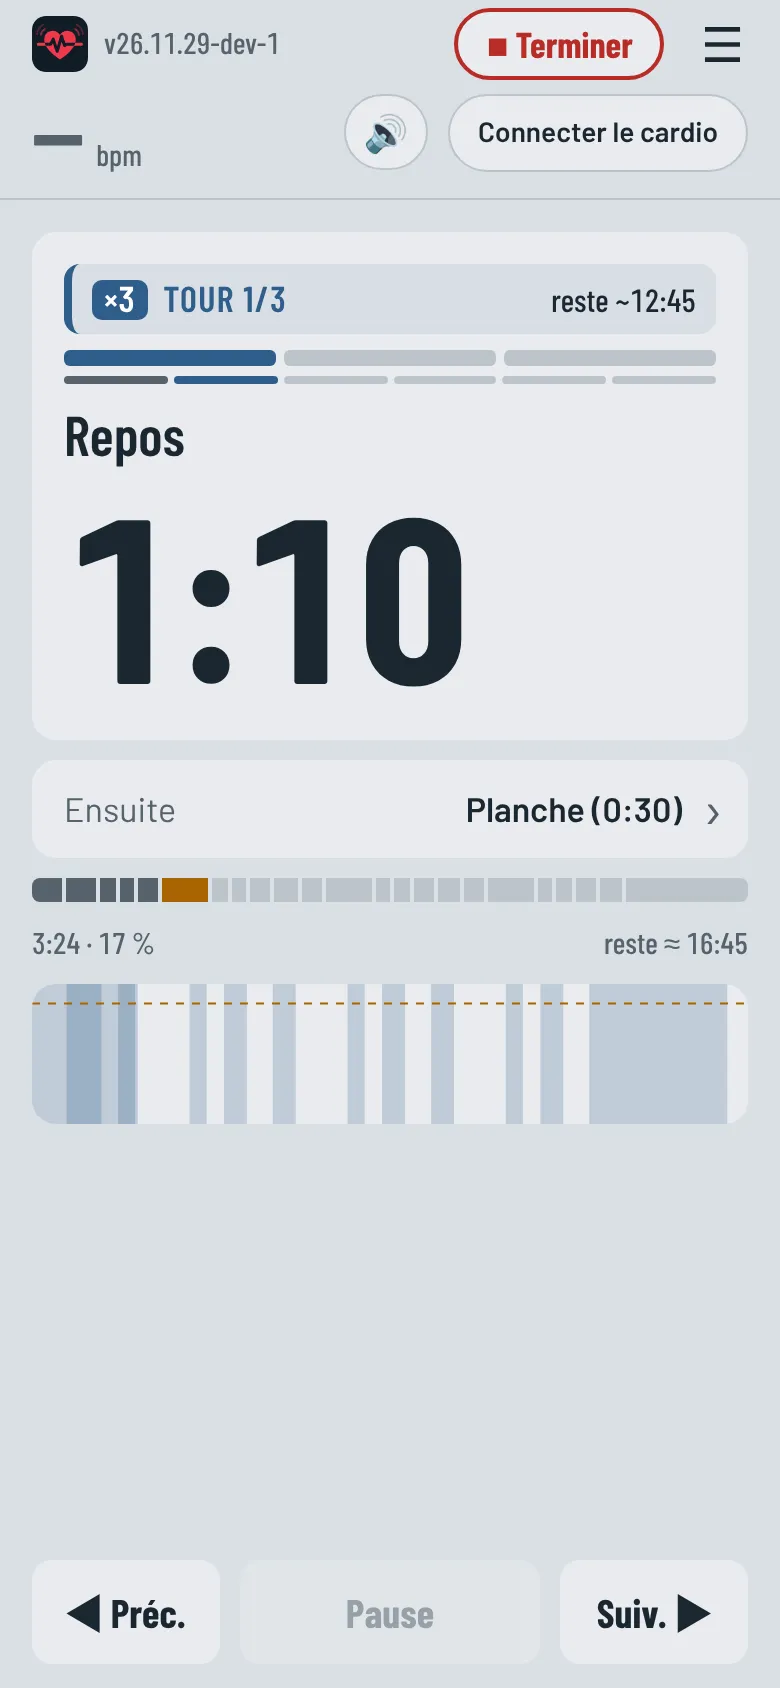 v26.11.29-dev-1
■ Terminer
bpm
Connecter le cardio
×3 TOUR 1/3 reste ~12:45
Repos
1:10
Ensuite Planche (0:30) ›
3:24 · 17 % reste ≈ 16:45
◀ Préc.
Pause
Suiv. ▶